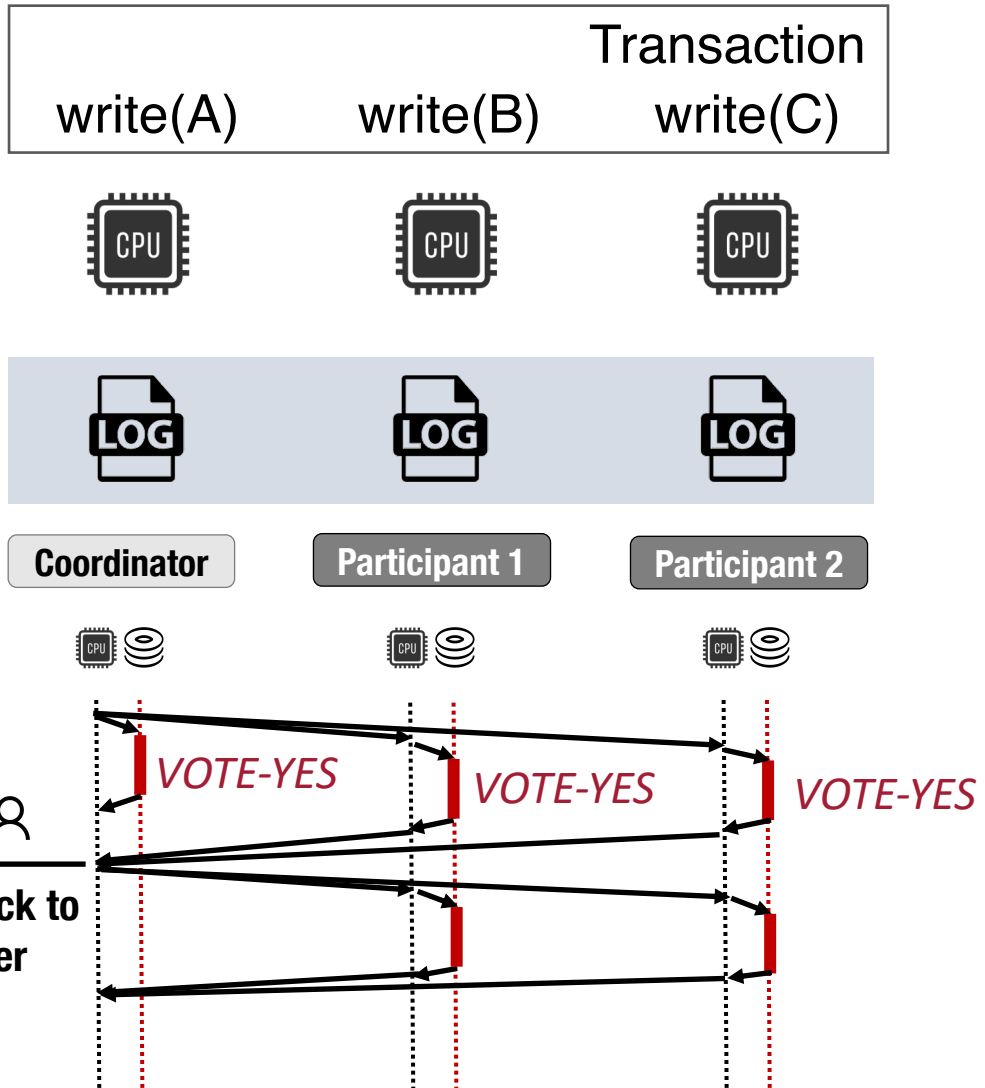 Transaction
write(A) write(B) write(C)
CPU CPU CPU
LOG LOG LOG
Coordinator Participant 1 Participant 2
CPU CPU CPU
VOTE-YES VOTE-YES VOTE-YES
ck to
er